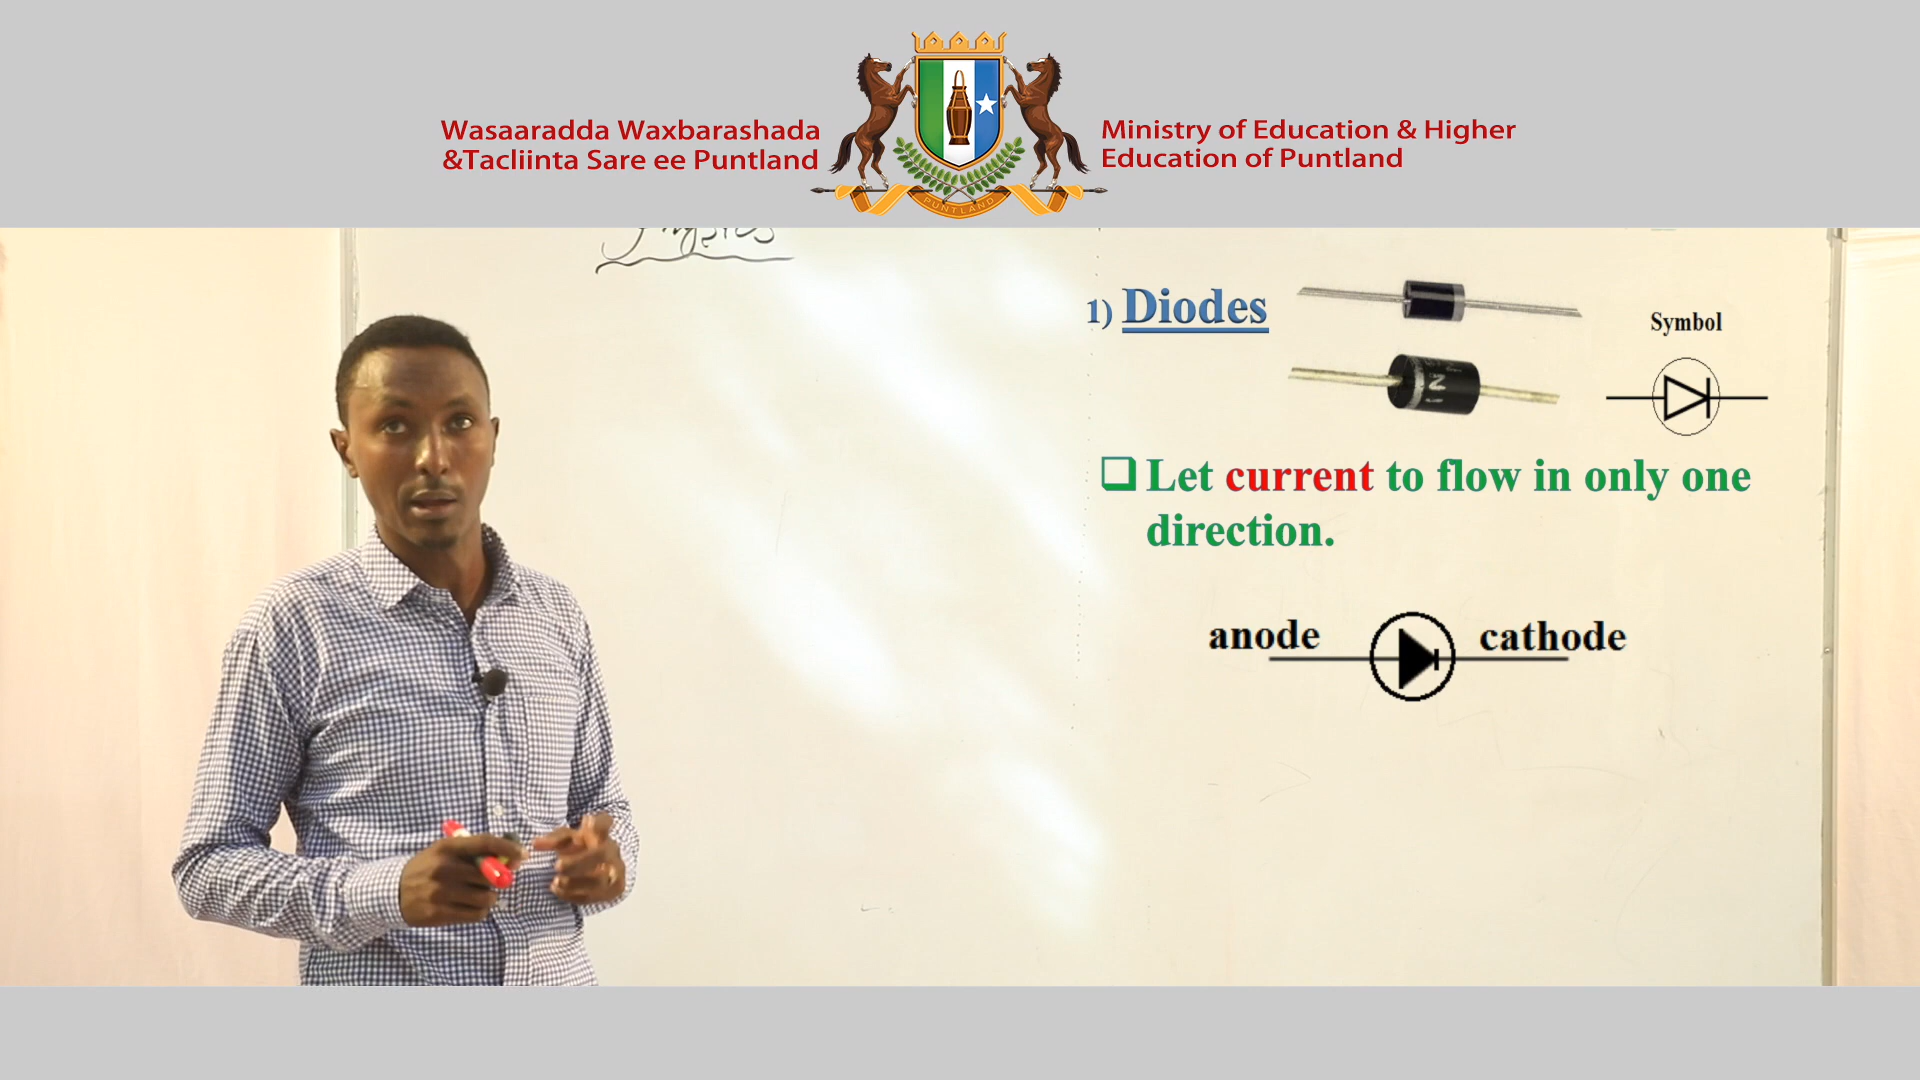 Wasaaradda Waxbarashada
&Tacliinta Sare ee Puntland
Ministry of Education & Higher
Education of Puntland
PUNTLAND
Physics
1) Diodes
Symbol
❑ Let current to flow in only one
direction.
anode
cathode